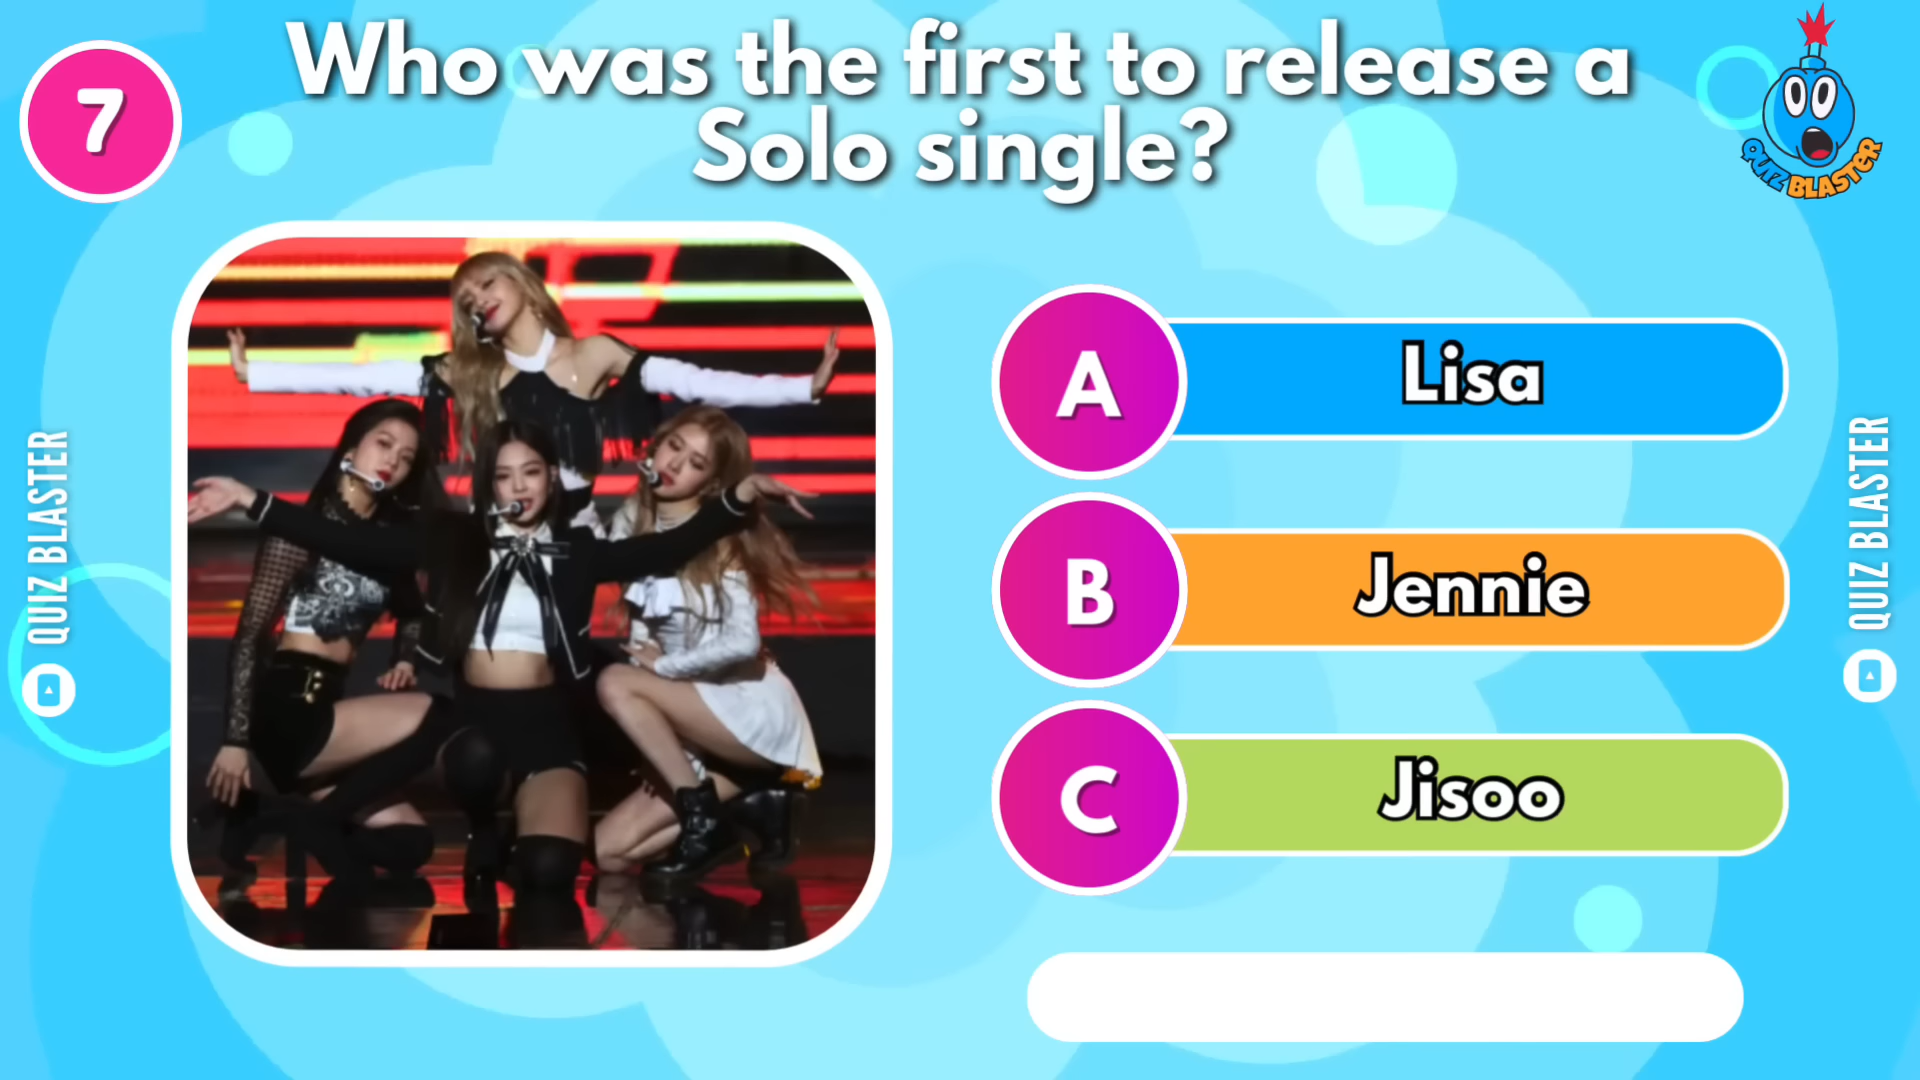 7
Who was the first to release a
Solo single?
QUIZ BLASTER
A
Lisa
B
Jennie
C
Jisoo
QUIZ BLASTER
QUIZ BLASTER